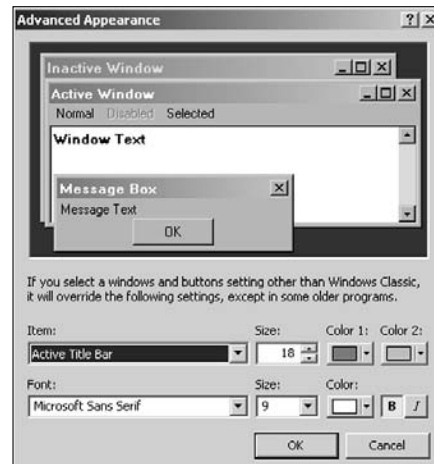 Advanced Appearance
Inactive Window
Active Window
Normal Disabled Selected
Window Text
Message Box
Message Text
OK
If you select a windows and buttons setting other than Windows Classic,
it will override the following settings, except in some older programs.
Item: Size: Color 1: Color 2:
Active Title Bar 18
Font: Size: Color:
Microsoft Sans Serif 9 B I
OK Cancel